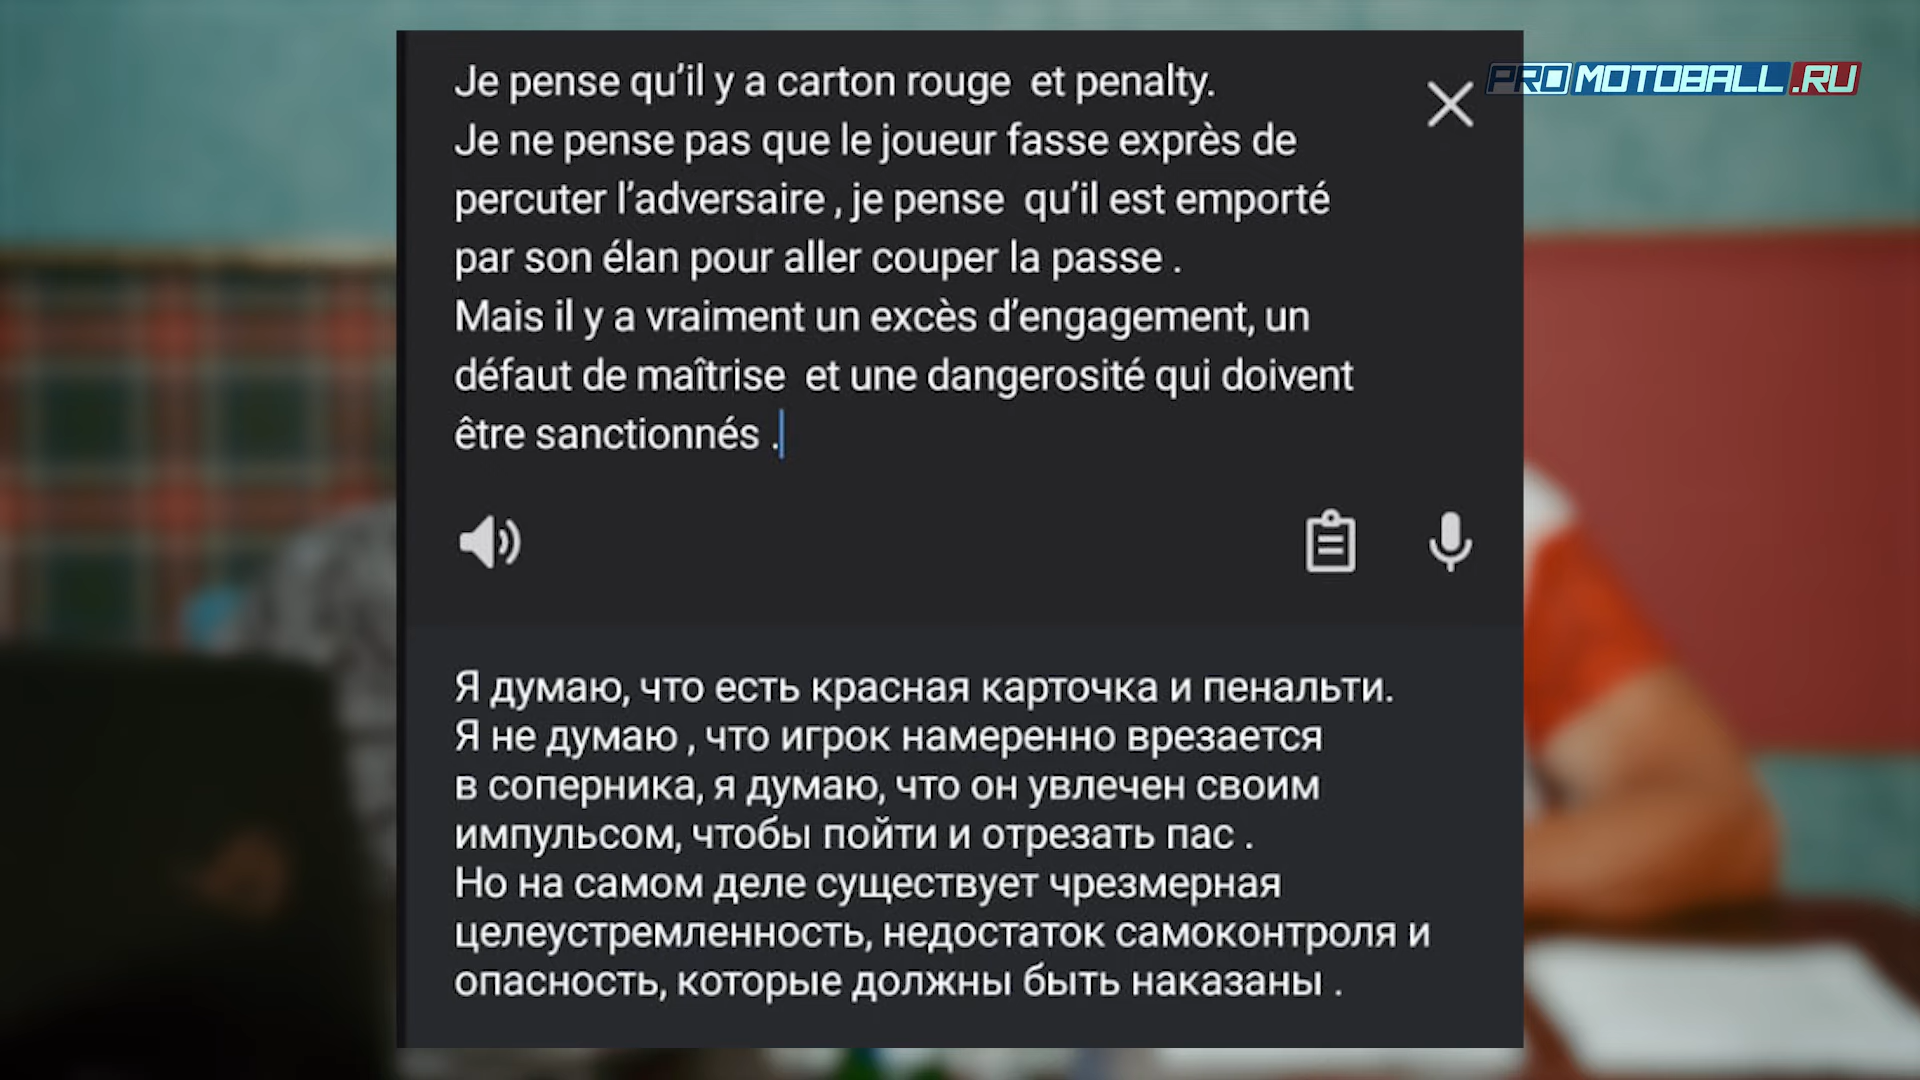 PROMOTOBALL.RU
Je pense qu’il y a carton rouge et penalty.
Je ne pense pas que le joueur fasse exprès de
percuter l’adversaire , je pense qu’il est emporté
par son élan pour aller couper la passe .
Mais il y a vraiment un excès d’engagement, un
défaut de maîtrise et une dangerosité qui doivent
être sanctionnés .
Я думаю, что есть красная карточка и пенальти.
Я не думаю , что игрок намеренно врезается
в соперника, я думаю, что он увлечен своим
импульсом, чтобы пойти и отрезать пас .
Но на самом деле существует чрезмерная
целеустремленность, недостаток самоконтроля и
опасность, которые должны быть наказаны .